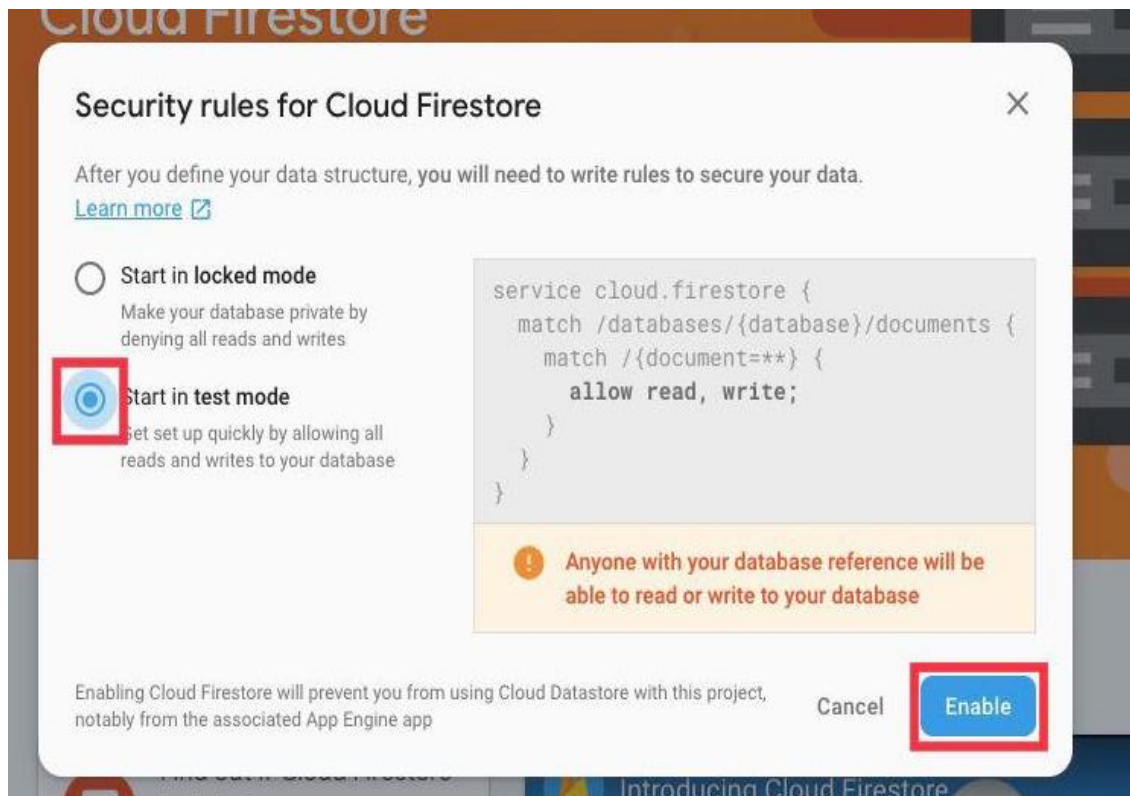 Cloud Firestore
Security rules for Cloud Firestore
After you define your data structure, you will need to write rules to secure your data.
Learn more
Start in locked mode
Make your database private by
denying all reads and writes
Start in test mode
Get set up quickly by allowing all
reads and writes to your database
service cloud.firestore {
match /databases/{database}/documents {
match /{document=**} {
allow read, write;
}
}
}
Anyone with your database reference will be
able to read or write to your database
Enabling Cloud Firestore will prevent you from using Cloud Datastore with this project,
notably from the associated App Engine app
Cancel
Enable
Find out if Cloud Firestore
Introducing Cloud Firestore